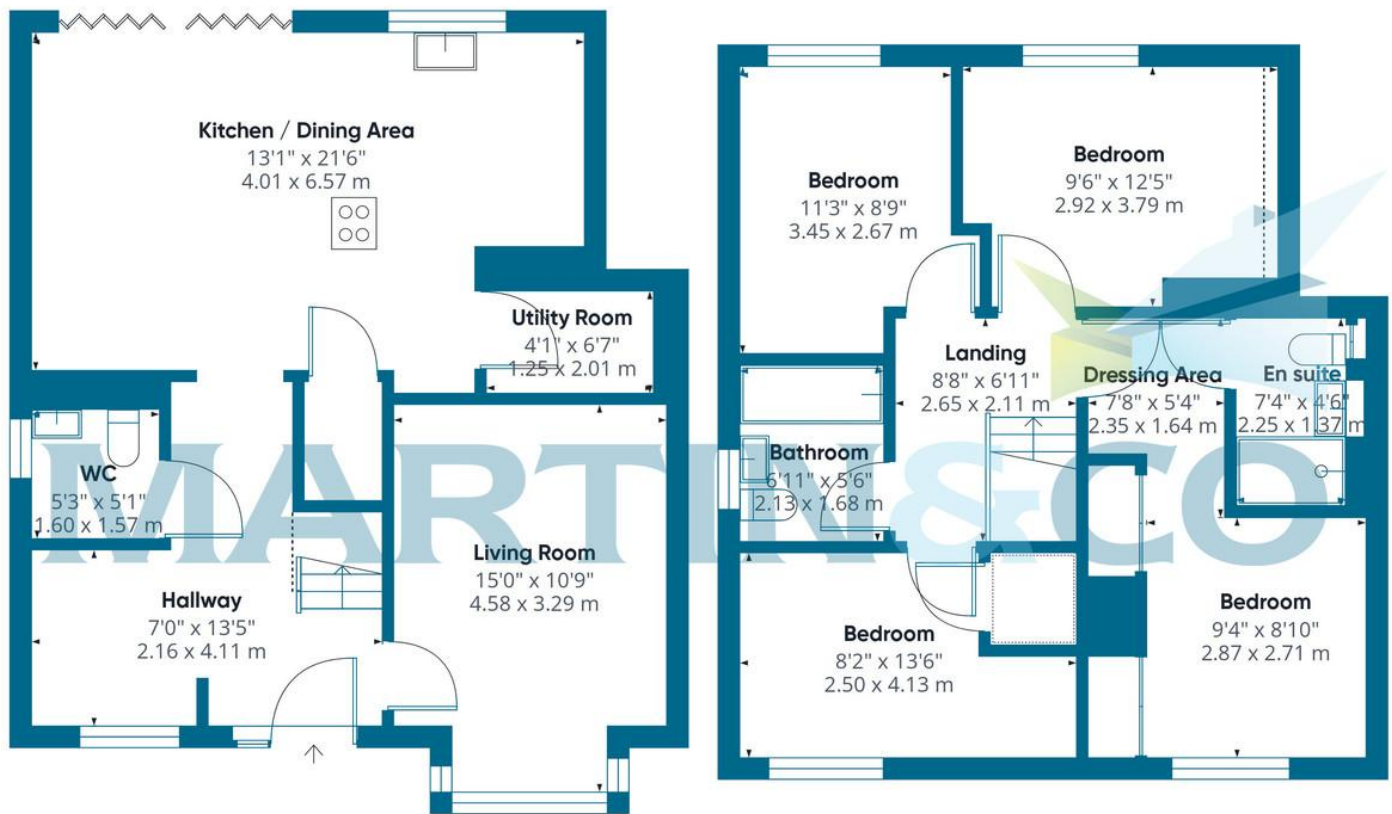 Kitchen / Dining Area
13'1" x 21'6"
4.01 x 6.57 m
Utility Room
4'1" x 6'7"
1.25 x 2.01 m
WC
5'3" x 5'1"
1.60 x 1.57 m
Living Room
15'0" x 10'9"
4.58 x 3.29 m
Hallway
7'0" x 13'5"
2.16 x 4.11 m
Bedroom
11'3" x 8'9"
3.45 x 2.67 m
Bedroom
9'6" x 12'5"
2.92 x 3.79 m
Landing
8'8" x 6'11"
2.65 x 2.11 m
Dressing Area
7'8" x 5'4"
2.35 x 1.64 m
En suite
7'4" x 4'6"
2.25 x 1.37 m
Bathroom
6'11" x 5'6"
2.13 x 1.68 m
Bedroom
8'2" x 13'6"
2.50 x 4.13 m
Bedroom
9'4" x 8'10"
2.87 x 2.71 m
MARTIN&CO